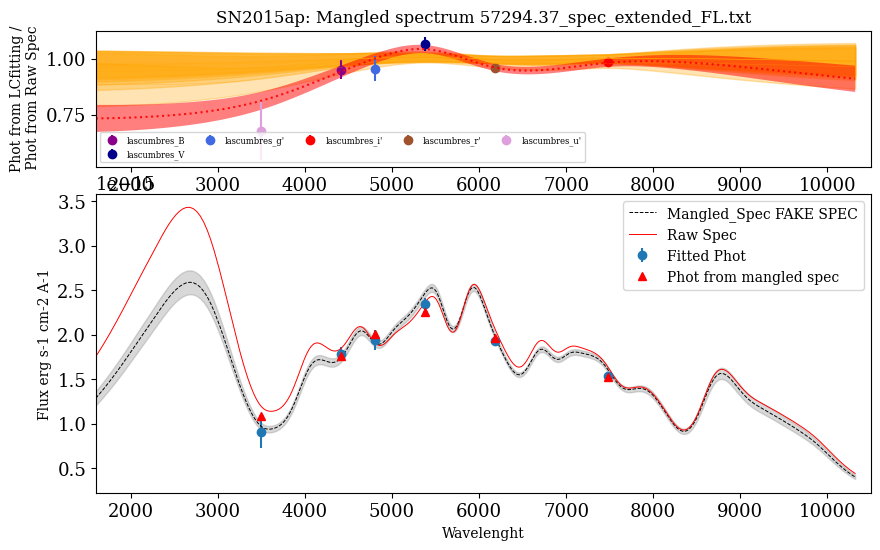 SN2015ap: Mangled spectrum 57294.37_spec_extended_FL.txt
Phot from LCfitting /
Phot from Raw Spec
1.00
0.75
lascumbres_B lascumbres_g' lascumbres_i' lascumbres_r' lascumbres_u'
lascumbres_V
2000 3000 4000 5000 6000 7000 8000 9000 10000
1e−15
Flux erg s-1 cm-2 A-1
3.5
3.0
2.5
2.0
1.5
1.0
0.5
Mangled_Spec FAKE SPEC
Raw Spec
Fitted Phot
Phot from mangled spec
2000 3000 4000 5000 6000 7000 8000 9000 10000
Wavelenght